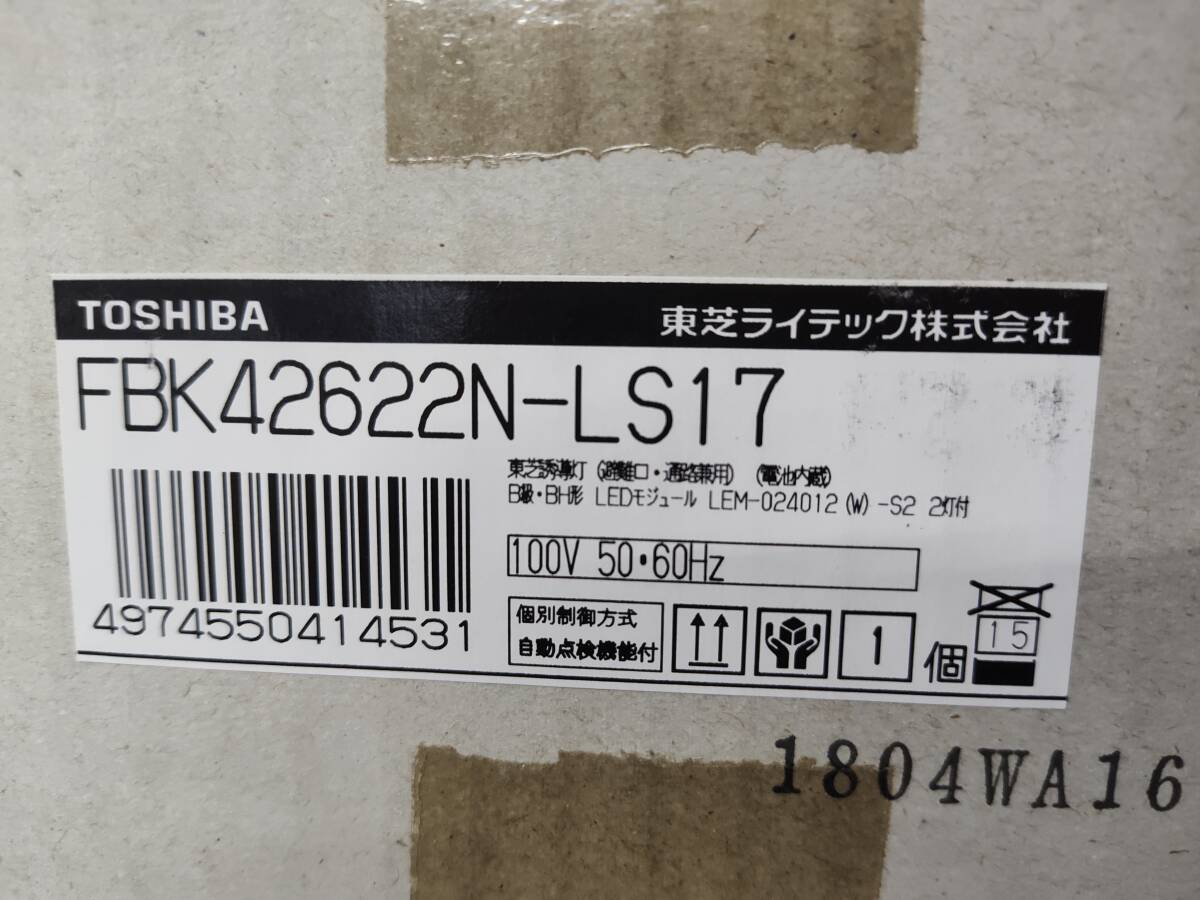 TOSHIBA 東芝ライテック株式会社
FBK42622N-LS17
東芝誘導灯 (避難口・通路兼用) (電池内蔵)
B級・BH形 LEDモジュール LEM-024012(W)-S2 2灯付
100V 50・60Hz
4974550414531
個別制御方式
自動点検機能付
1 個
15
1804WA16